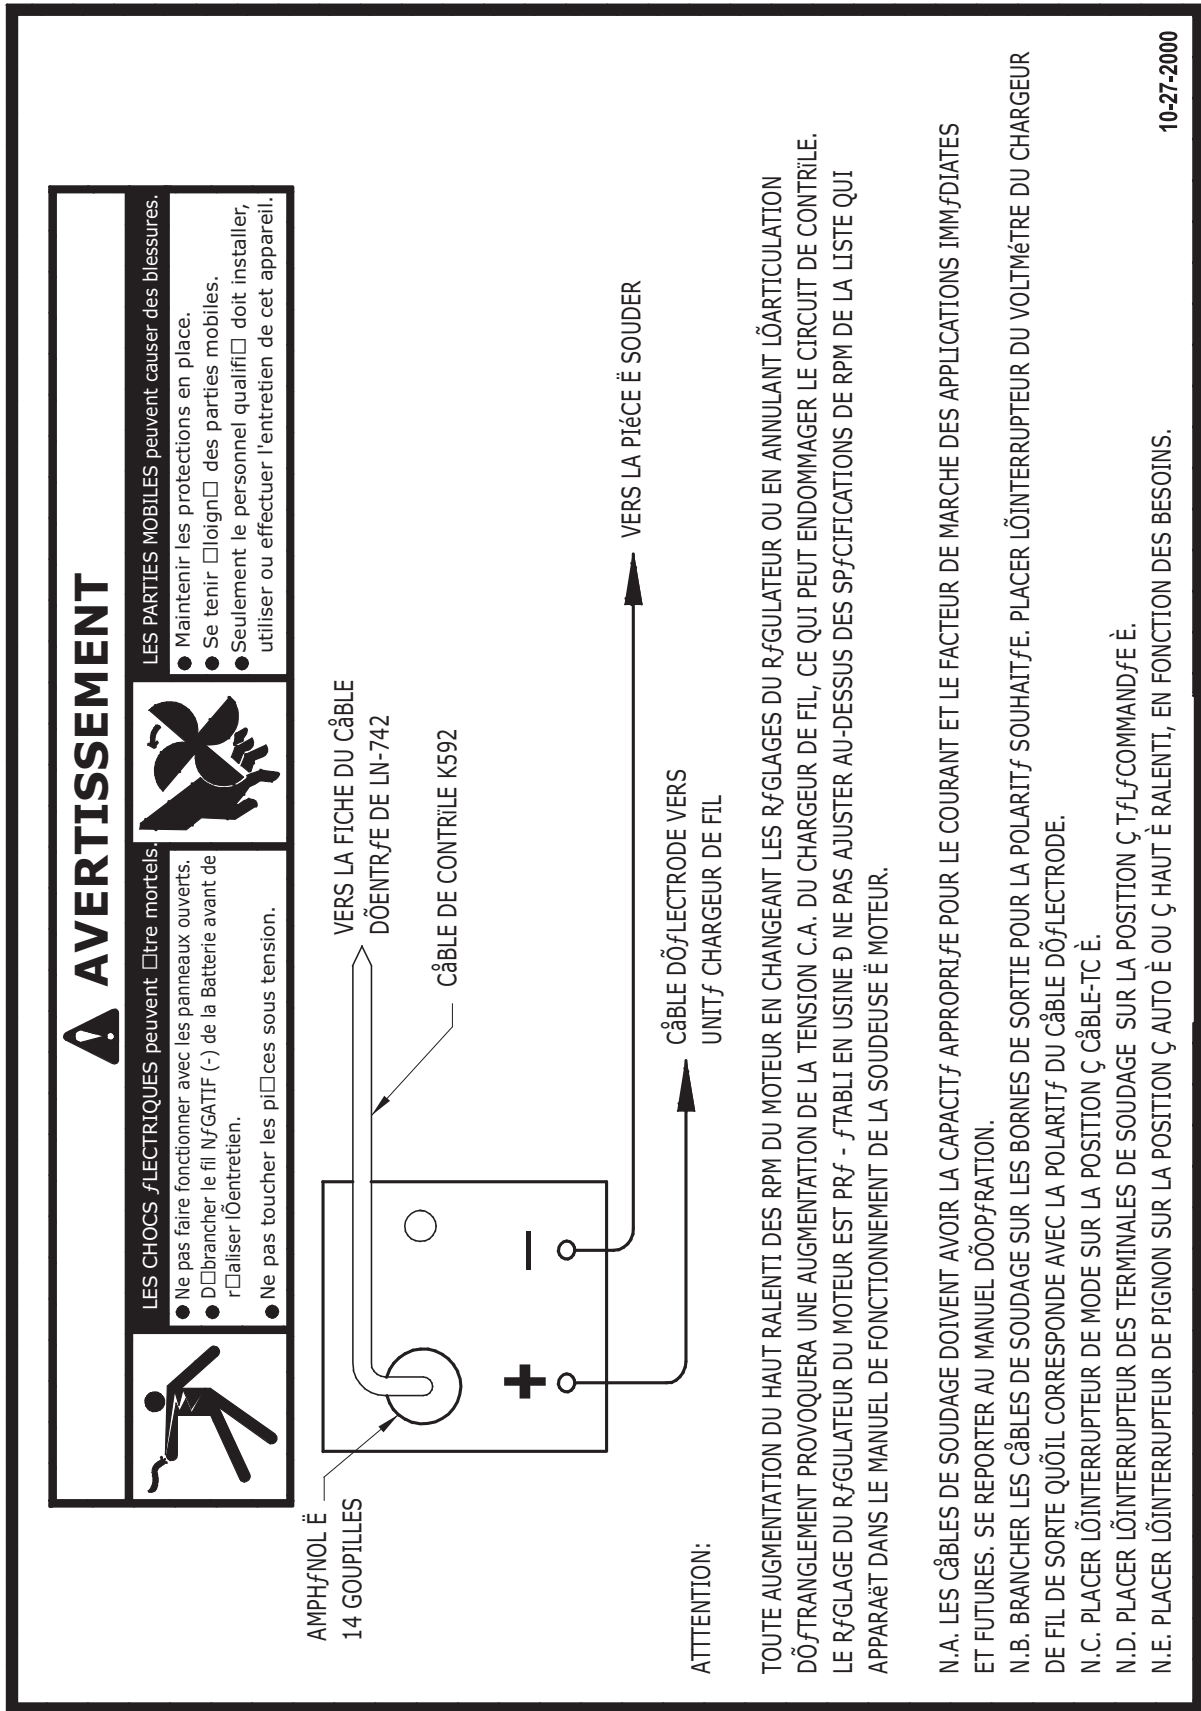 AVERTISSEMENT
LES CHOCS ƒLECTRIQUES peuvent □tre mortels.
● Ne pas faire fonctionner avec les panneaux ouverts.
● D□brancher le fil NƒGATIF (-) de la Batterie avant de
r□aliser lÕentretien.
● Ne pas toucher les pi□ces sous tension.
LES PARTIES MOBILES peuvent causer des blessures.
● Maintenir les protections en place.
● Se tenir □loign□ des parties mobiles.
● Seulement le personnel qualifi□ doit installer,
utiliser ou effectuer l'entretien de cet appareil.
AMPHƒNOL Ë
14 GOUPILLES
VERS LA FICHE DU CåBLE
DÕENTRƒE DE LN-742
CåBLE DE CONTRïLE K592
+
–
CåBLE DÕƒLECTRODE VERS
UNITƒ CHARGEUR DE FIL
VERS LA PIéCE Ë SOUDER
ATTTENTION:
TOUTE AUGMENTATION DU HAUT RALENTI DES RPM DU MOTEUR EN CHANGEANT LES RƒGLAGES DU RƒGULATEUR OU EN ANNULANT LÕARTICULATION
DÕƒTRANGLEMENT PROVOQUERA UNE AUGMENTATION DE LA TENSION C.A. DU CHARGEUR DE FIL, CE QUI PEUT ENDOMMAGER LE CIRCUIT DE CONTRïLE.
LE RƒGLAGE DU RƒGULATEUR DU MOTEUR EST PRƒ - ƒTABLI EN USINE Ð NE PAS AJUSTER AU-DESSUS DES SPƒCIFICATIONS DE RPM DE LA LISTE QUI
APPARAëT DANS LE MANUEL DE FONCTIONNEMENT DE LA SOUDEUSE Ë MOTEUR.
N.A. LES CåBLES DE SOUDAGE DOIVENT AVOIR LA CAPACITƒ APPROPRIƒE POUR LE COURANT ET LE FACTEUR DE MARCHE DES APPLICATIONS IMMƒDIATES
ET FUTURES. SE REPORTER AU MANUEL DÕOOPƒRATION.
N.B. BRANCHER LES CåBLES DE SOUDAGE SUR LES BORNES DE SORTIE POUR LA POLARITƒ SOUHAITƒE. PLACER LÕINTERRUPTEUR DU VOLTMéTRE DU CHARGEUR
DE FIL DE SORTE QUÕIL CORRESPONDE AVEC LA POLARITƒ DU CåBLE DÕƒLECTRODE.
N.C. PLACER LÕINTERRUPTEUR DE MODE SUR LA POSITION Ç CåBLE-TC È.
N.D. PLACER LÕINTERRUPTEUR DES TERMINALES DE SOUDAGE SUR LA POSITION Ç TƒLƒCOMMANDƒE È.
N.E. PLACER LÕINTERRUPTEUR DE PIGNON SUR LA POSITION Ç AUTO È OU Ç HAUT È RALENTI, EN FONCTION DES BESOINS.
10-27-2000